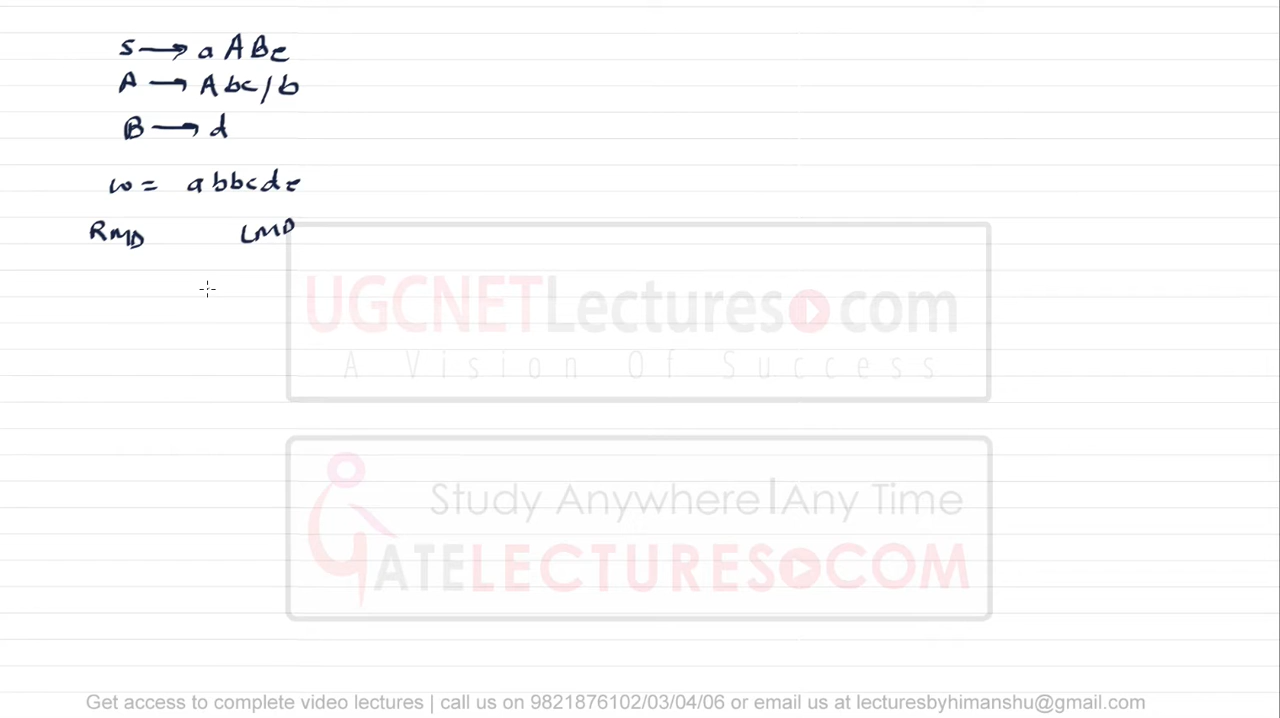 S → aABe
A → Abc/b
B → d
w = abbcde
RMD LMD
UGCNETLectures.com
A Vision Of Success
Study Anywhere|Any Time
GATELECTURES.COM
Get access to complete video lectures | call us on 9821876102/03/04/06 or email us at lecturesbyhimanshu@gmail.com